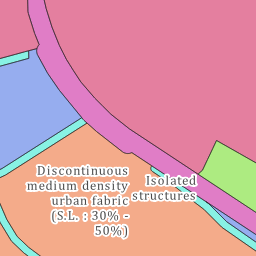 Discontinuous
medium density
urban fabric
(S.L. : 30% -
50%)
Isolated
structures